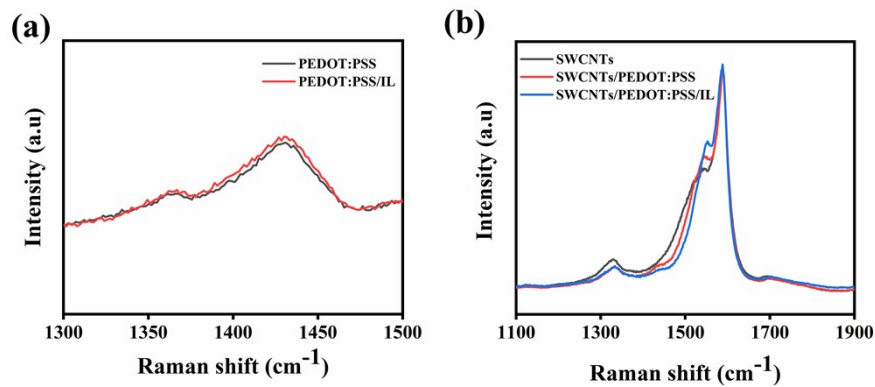 (a)
PEDOT:PSS
PEDOT:PSS/IL
Intensity (a.u)
1300 1350 1400 1450 1500
Raman shift (cm-1)
(b)
SWCNTs
SWCNTs/PEDOT:PSS
SWCNTs/PEDOT:PSS/IL
Intensity (a.u)
1100 1300 1500 1700 1900
Raman shift (cm-1)